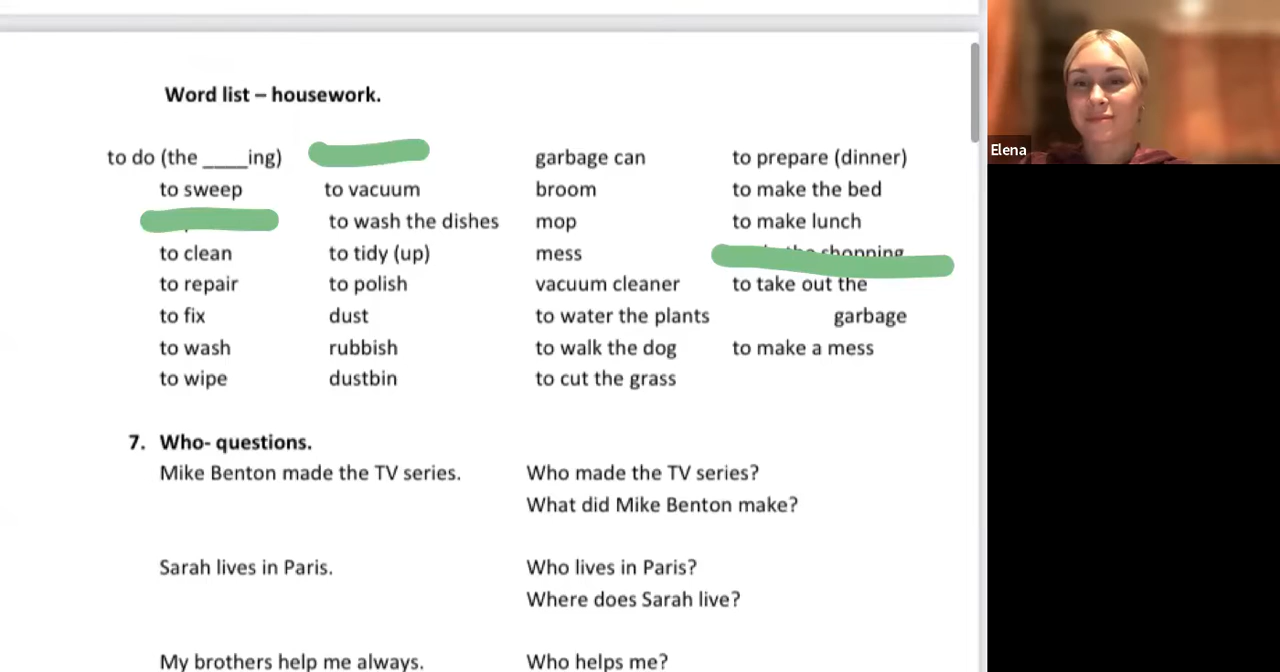 Word list – housework.
to do (the ____ing) garbage can to prepare (dinner)
to sweep to vacuum broom to make the bed
to wash the dishes mop to make lunch
to clean to tidy (up) mess shopping
to repair to polish vacuum cleaner to take out the
to fix dust to water the plants garbage
to wash rubbish to walk the dog to make a mess
to wipe dustbin to cut the grass
7. Who- questions.
Mike Benton made the TV series. Who made the TV series?
What did Mike Benton make?
Sarah lives in Paris. Who lives in Paris?
Where does Sarah live?
My brothers help me always. Who helps me?
Elena